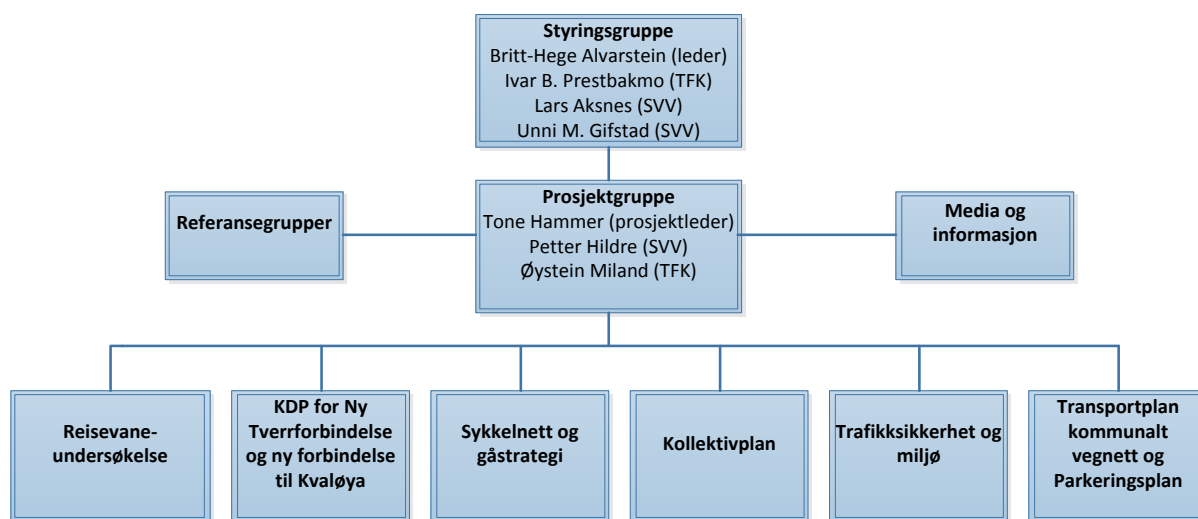 Styringsgruppe
Britt-Hege Alvarstein (leder)
Ivar B. Prestbakmo (TFK)
Lars Aksnes (SVV)
Unni M. Gifstad (SVV)
Referansegrupper
Prosjektgruppe
Tone Hammer (prosjektleder)
Petter Hildre (SVV)
Øystein Miland (TFK)
Media og
informasjon
Reisevane-
undersøkelse
KDP for Ny
Tverrforbindelse
og ny forbindelse
til Kvaløya
Sykkelnett og
gåstrategi
Kollektivplan
Trafikksikkerhet og
miljø
Transportplan
kommunalt
vegnett og
Parkeringsplan